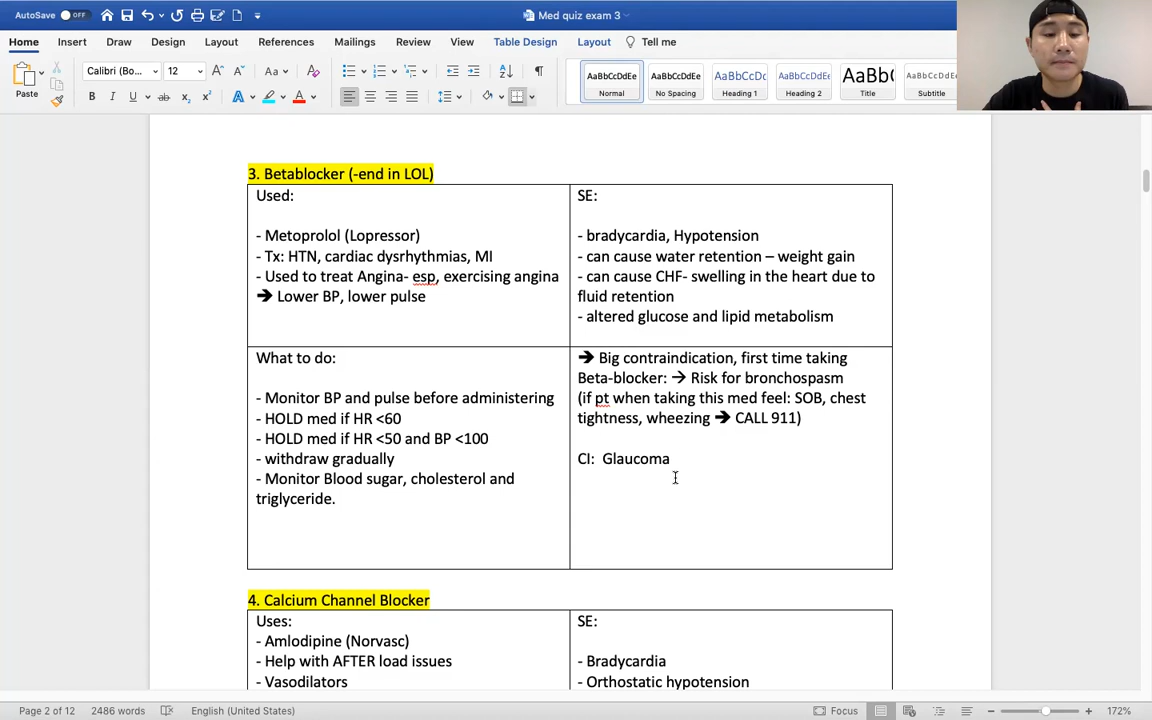 AutoSave OFF
Med quiz exam 3
Home Insert Draw Design Layout References Mailings Review View Table Design Layout Tell me
Paste
Calibri (Bo... 12
AaBbCcDdEe
Normal
AaBbCcDdEe
No Spacing
AaBbCcDc
Heading 1
AaBbCcDdEe
Heading 2
AaBbCcDd
Title
AaBbCcDdEe
Subtitle
3. Betablocker (-end in LOL)
Used:
- Metoprolol (Lopressor)
- Tx: HTN, cardiac dysrhythmias, MI
- Used to treat Angina- esp, exercising angina
➔ Lower BP, lower pulse
SE:
- bradycardia, Hypotension
- can cause water retention – weight gain
- can cause CHF- swelling in the heart due to
fluid retention
- altered glucose and lipid metabolism
What to do:
- Monitor BP and pulse before administering
- HOLD med if HR <60
- HOLD med if HR <50 and BP <100
- withdraw gradually
- Monitor Blood sugar, cholesterol and
triglyceride.
➔ Big contraindication, first time taking
Beta-blocker: → Risk for bronchospasm
(if pt when taking this med feel: SOB, chest
tightness, wheezing ➔ CALL 911)
CI: Glaucoma
4. Calcium Channel Blocker
Uses:
- Amlodipine (Norvasc)
- Help with AFTER load issues
- Vasodilators
SE:
- Bradycardia
- Orthostatic hypotension
Page 2 of 12 2486 words English (United States) Focus 172%